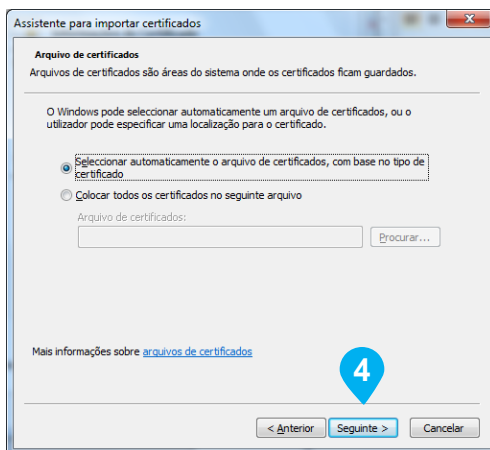 Assistente para importar certificados
Arquivo de certificados
Arquivos de certificados são áreas do sistema onde os certificados ficam guardados.
O Windows pode seleccionar automaticamente um arquivo de certificados, ou o
utilizador pode especificar uma localização para o certificado.
Seleccionar automaticamente o arquivo de certificados, com base no tipo de
certificado
Colocar todos os certificados no seguinte arquivo
Arquivo de certificados:
Procurar...
Mais informações sobre arquivos de certificados
4
< Anterior Seguinte > Cancelar